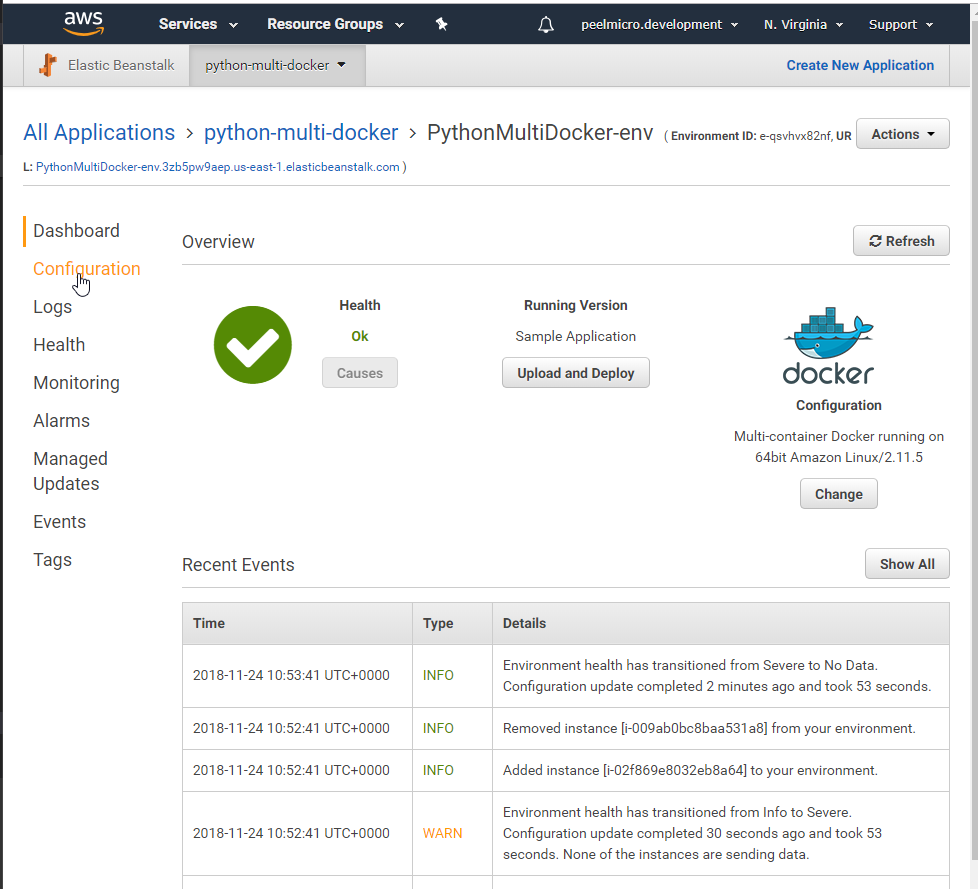 aws
Services
Resource Groups
peelmicro.development
N. Virginia
Support
Elastic Beanstalk
python-multi-docker
Create New Application
All Applications > python-multi-docker > PythonMultiDocker-env ( Environment ID: e-qsvhvx82nf, UR
L: PythonMultiDocker-env.3zb5pw9aep.us-east-1.elasticbeanstalk.com )
Actions
Dashboard
Configuration
Logs
Health
Monitoring
Alarms
Managed
Updates
Events
Tags
Overview
Refresh
Health
Ok
Causes
Running Version
Sample Application
Upload and Deploy
docker
Configuration
Multi-container Docker running on
64bit Amazon Linux/2.11.5
Change
Recent Events
Show All
Time Type Details
2018-11-24 10:53:41 UTC+0000 INFO Environment health has transitioned from Severe to No Data.
Configuration update completed 2 minutes ago and took 53 seconds.
2018-11-24 10:52:41 UTC+0000 INFO Removed instance [i-009ab0bc8baa531a8] from your environment.
2018-11-24 10:52:41 UTC+0000 INFO Added instance [i-02f869e8032eb8a64] to your environment.
2018-11-24 10:52:41 UTC+0000 WARN Environment health has transitioned from Info to Severe.
Configuration update completed 30 seconds ago and took 53
seconds. None of the instances are sending data.